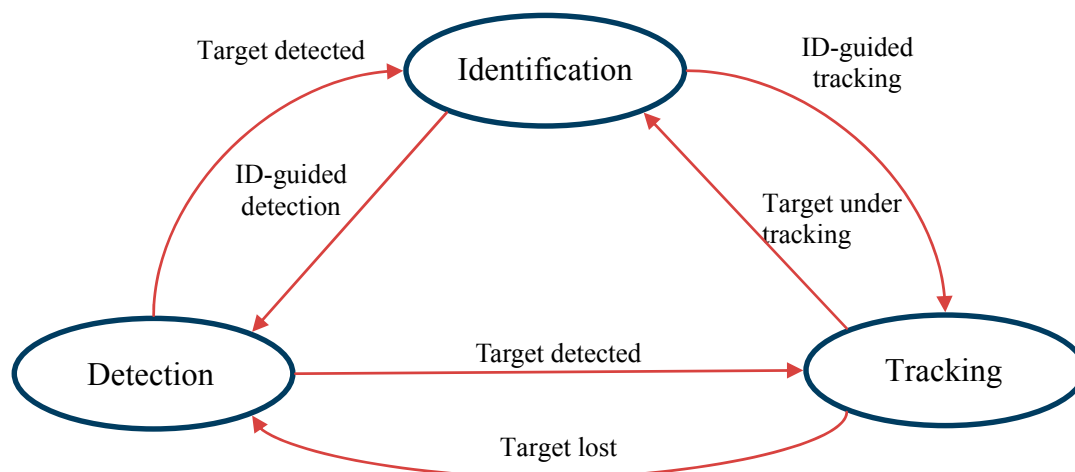 Target detected
Identification
ID-guided
tracking
ID-guided
detection
Target under
tracking
Detection
Target detected
Tracking
Target lost